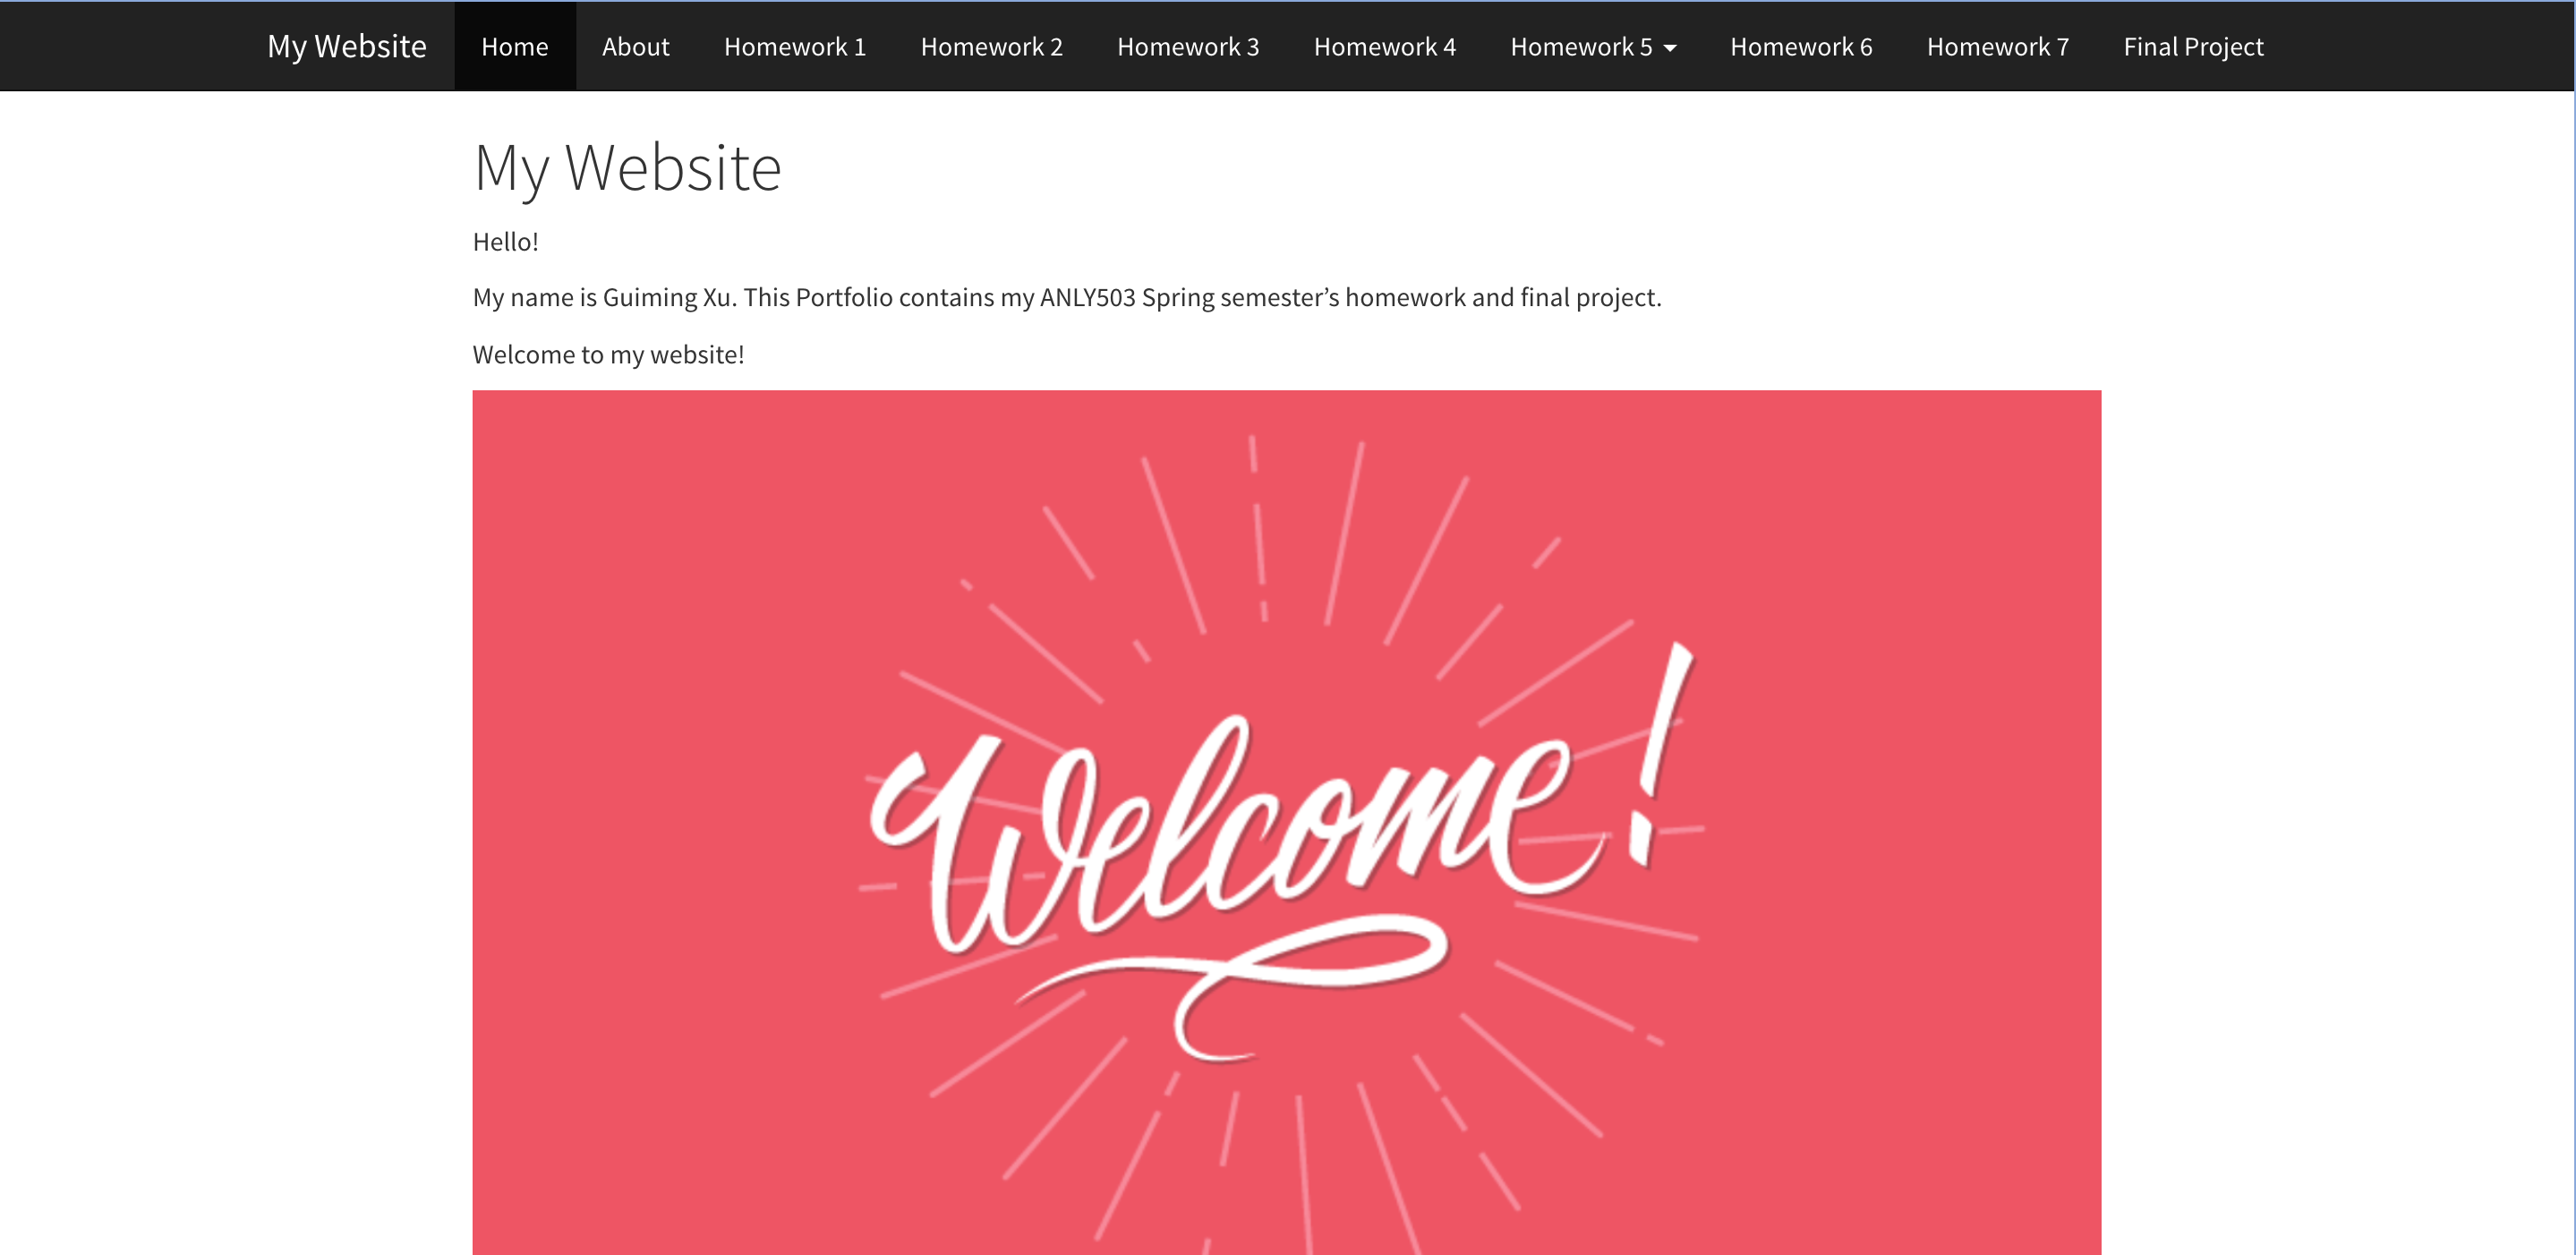 My Website Home About Homework 1 Homework 2 Homework 3 Homework 4 Homework 5 Homework 6 Homework 7 Final Project
My Website
Hello!
My name is Guiming Xu. This Portfolio contains my ANLY503 Spring semester’s homework and final project.
Welcome to my website!
Welcome!